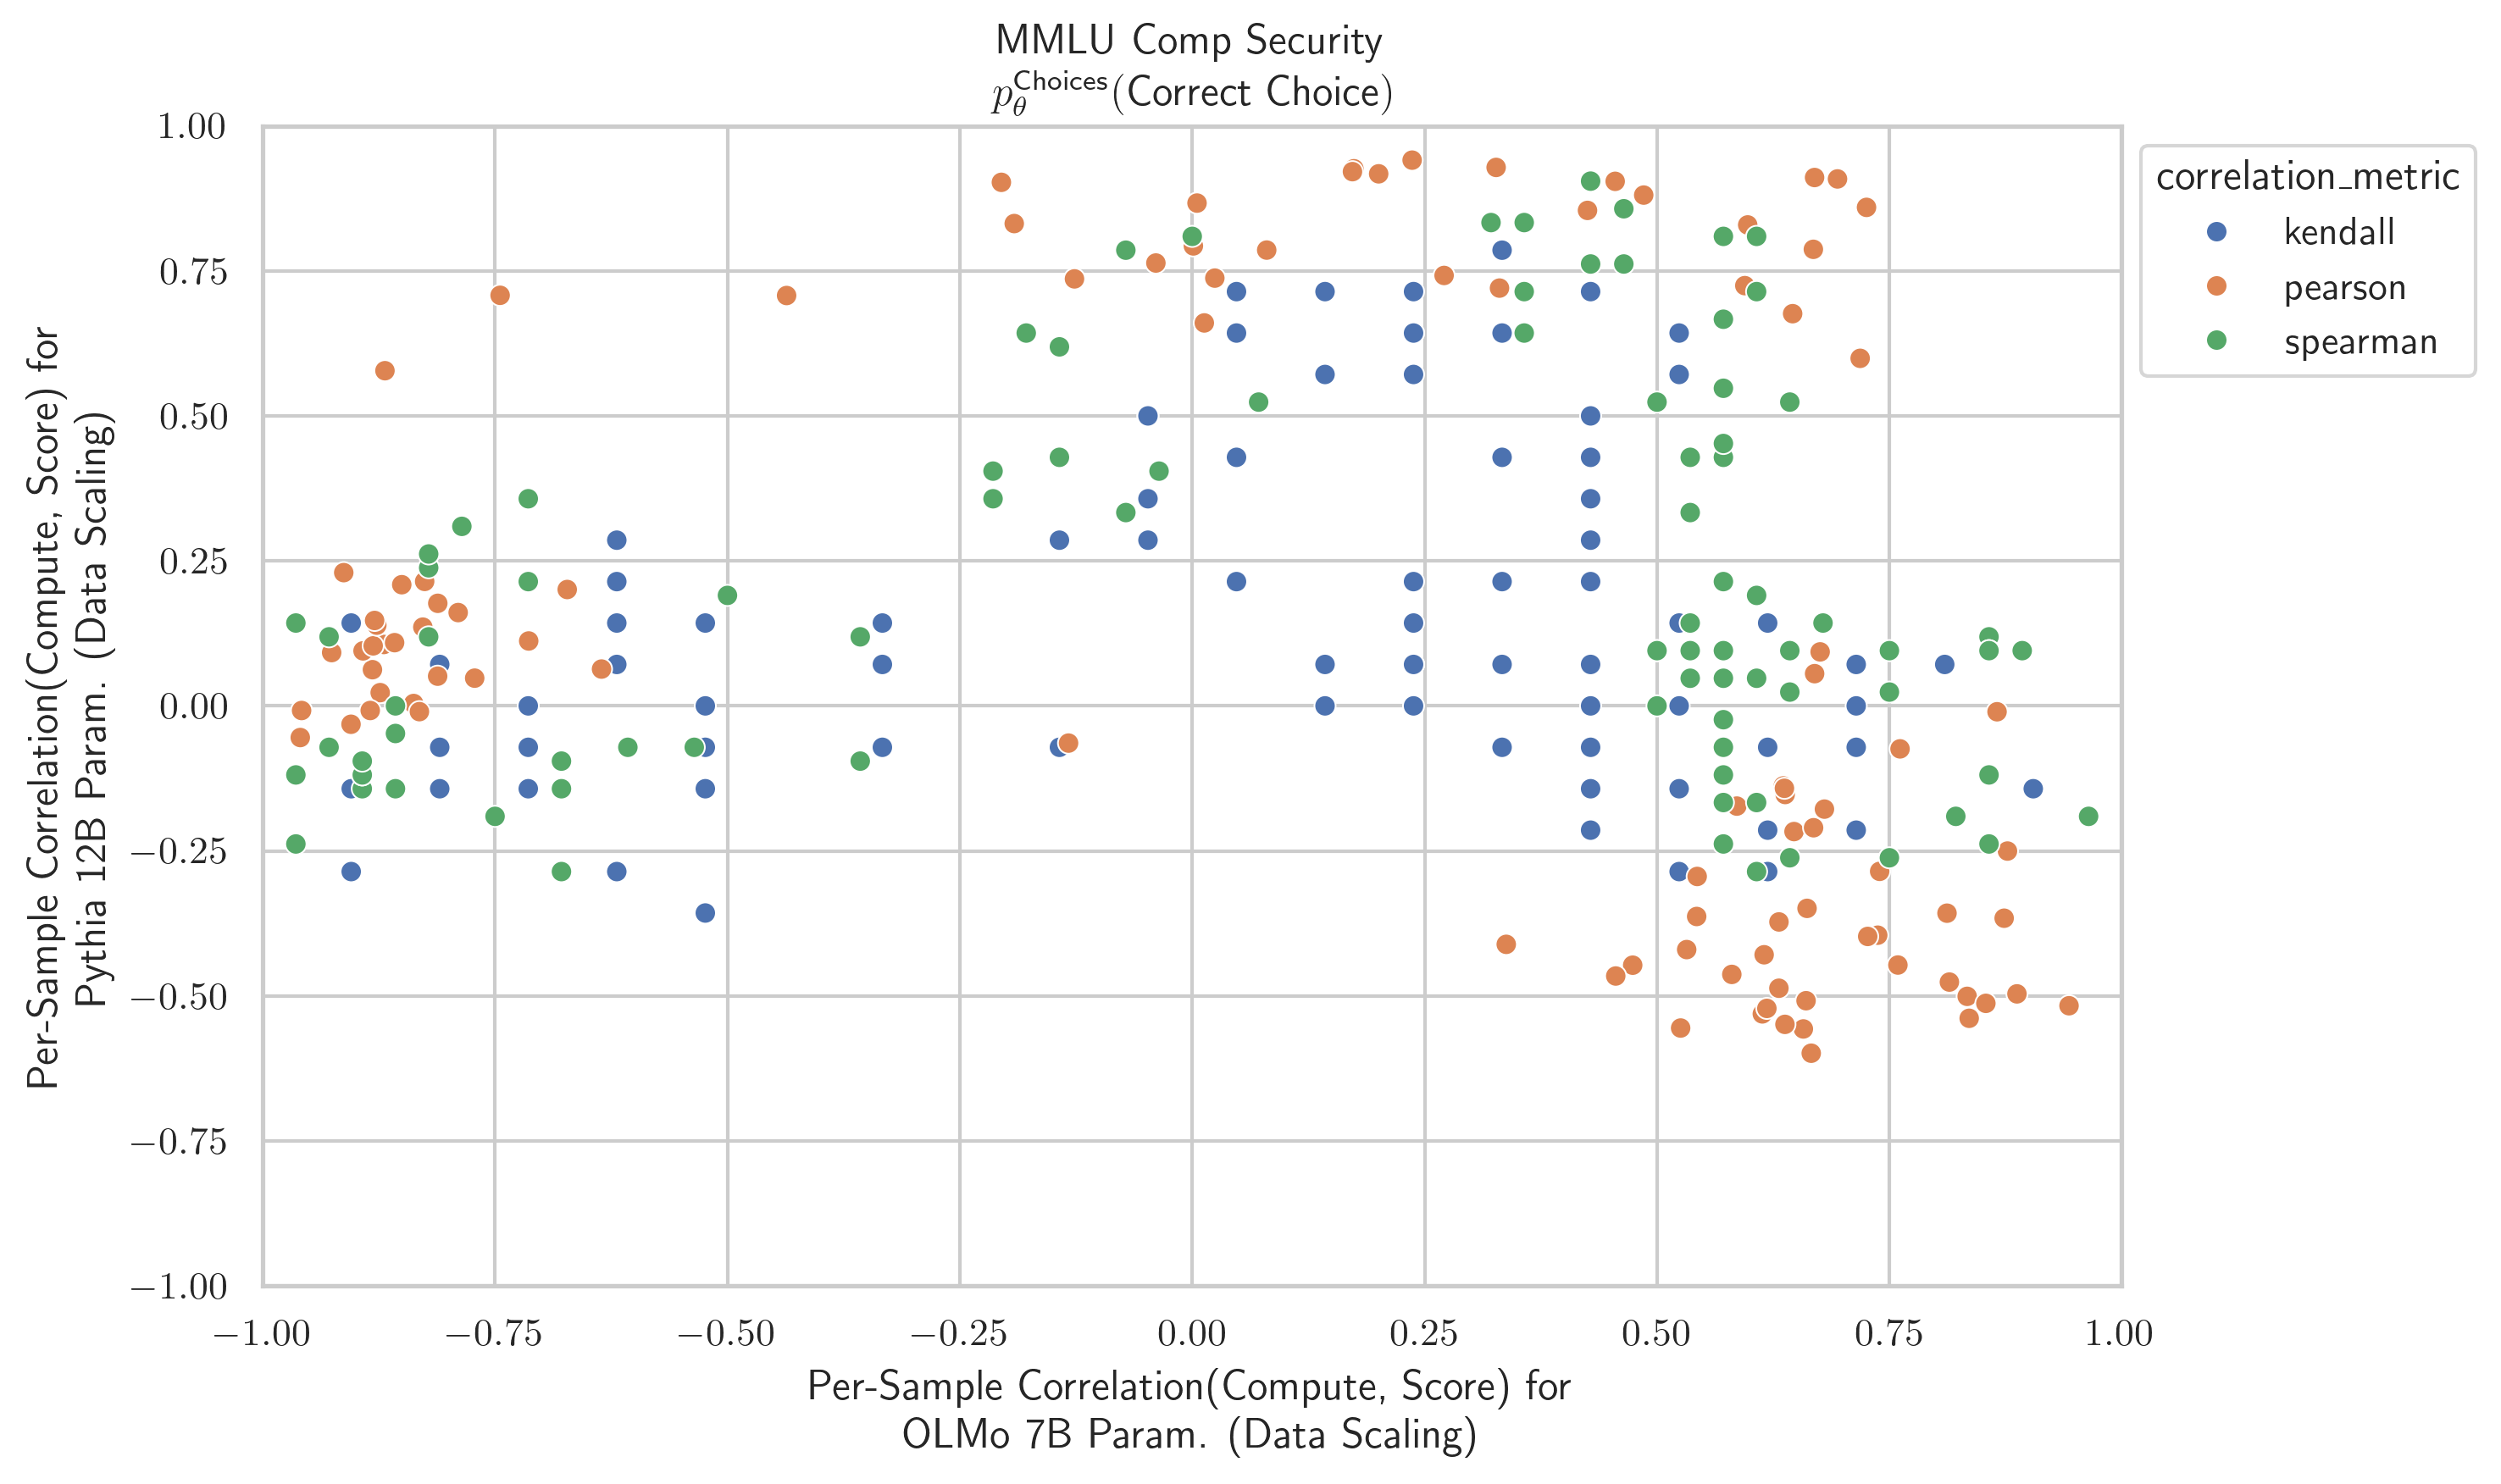 MMLU Comp Security
p_θ^Choices(Correct Choice)
1.00
0.75
0.50
0.25
0.00
−0.25
−0.50
−0.75
−1.00
Per-Sample Correlation(Compute, Score) for
Pythia 12B Param. (Data Scaling)
−1.00 −0.75 −0.50 −0.25 0.00 0.25 0.50 0.75 1.00
Per-Sample Correlation(Compute, Score) for
OLMo 7B Param. (Data Scaling)
correlation_metric
kendall
pearson
spearman